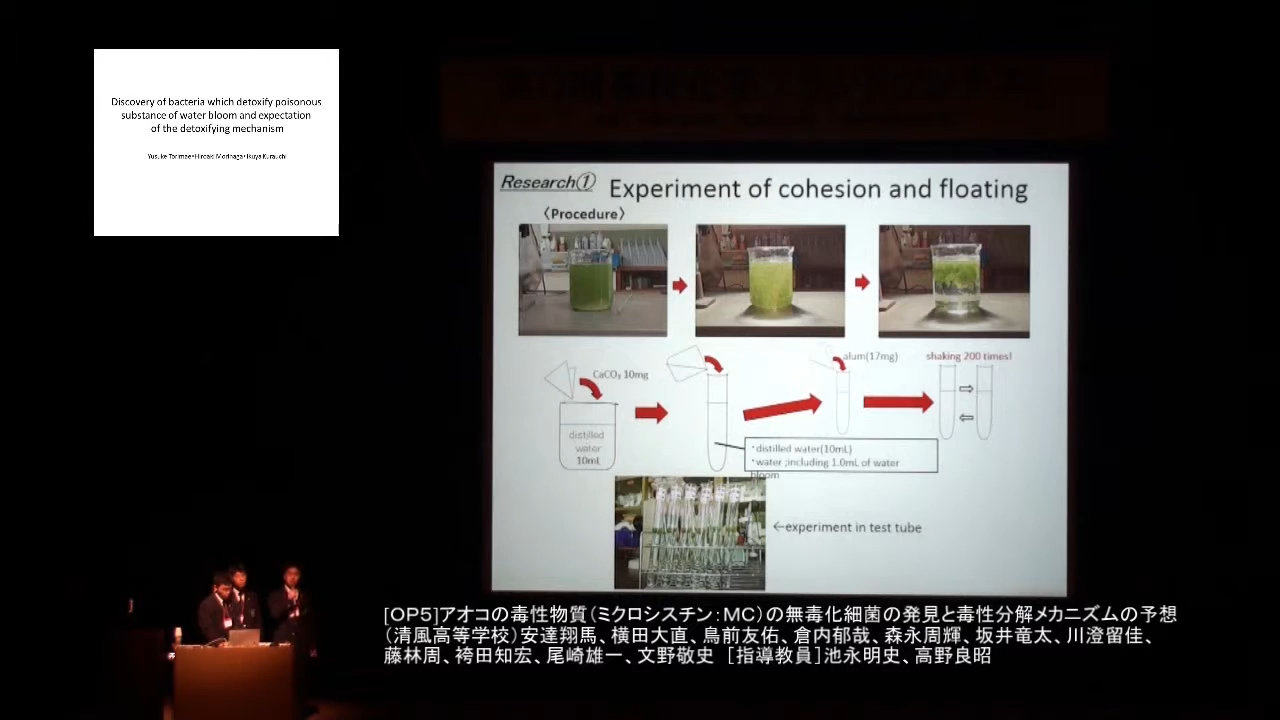 Discovery of bacteria which detoxify poisonous
substance of water bloom and expectation
of the detoxifying mechanism
Yusuke Torimae・Hiroaki Morinaga・Ikuya Kurauchi
Research①
Experiment of cohesion and floating
〈Procedure〉
CaCO₃ 10mg
alum(17mg)
shaking 200 times!
distilled
water
10mL
・distilled water(10mL)
・water ;including 1.0mL of water
bloom
←experiment in test tube
[OP5]アオコの毒性物質(ミクロシスチン:MC)の無毒化細菌の発見と毒性分解メカニズムの予想
(清風高等学校)安達翔馬、横田大直、鳥前友佑、倉内郁哉、森永周輝、坂井竜太、川澄留佳、
藤林周、袴田知宏、尾崎雄一、文野敬史 [指導教員]池永明史、高野良昭